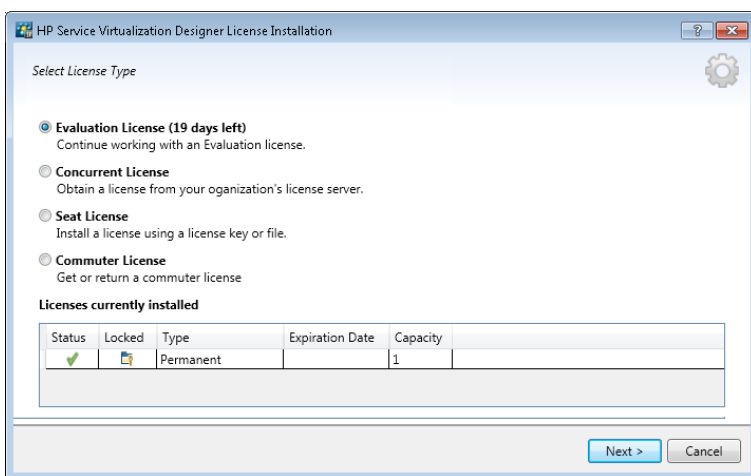 HP Service Virtualization Designer License Installation
?
Select License Type
Evaluation License (19 days left)
Continue working with an Evaluation license.
Concurrent License
Obtain a license from your oganization's license server.
Seat License
Install a license using a license key or file.
Commuter License
Get or return a commuter license
Licenses currently installed
Status Locked Type Expiration Date Capacity
Permanent 1
Next > Cancel